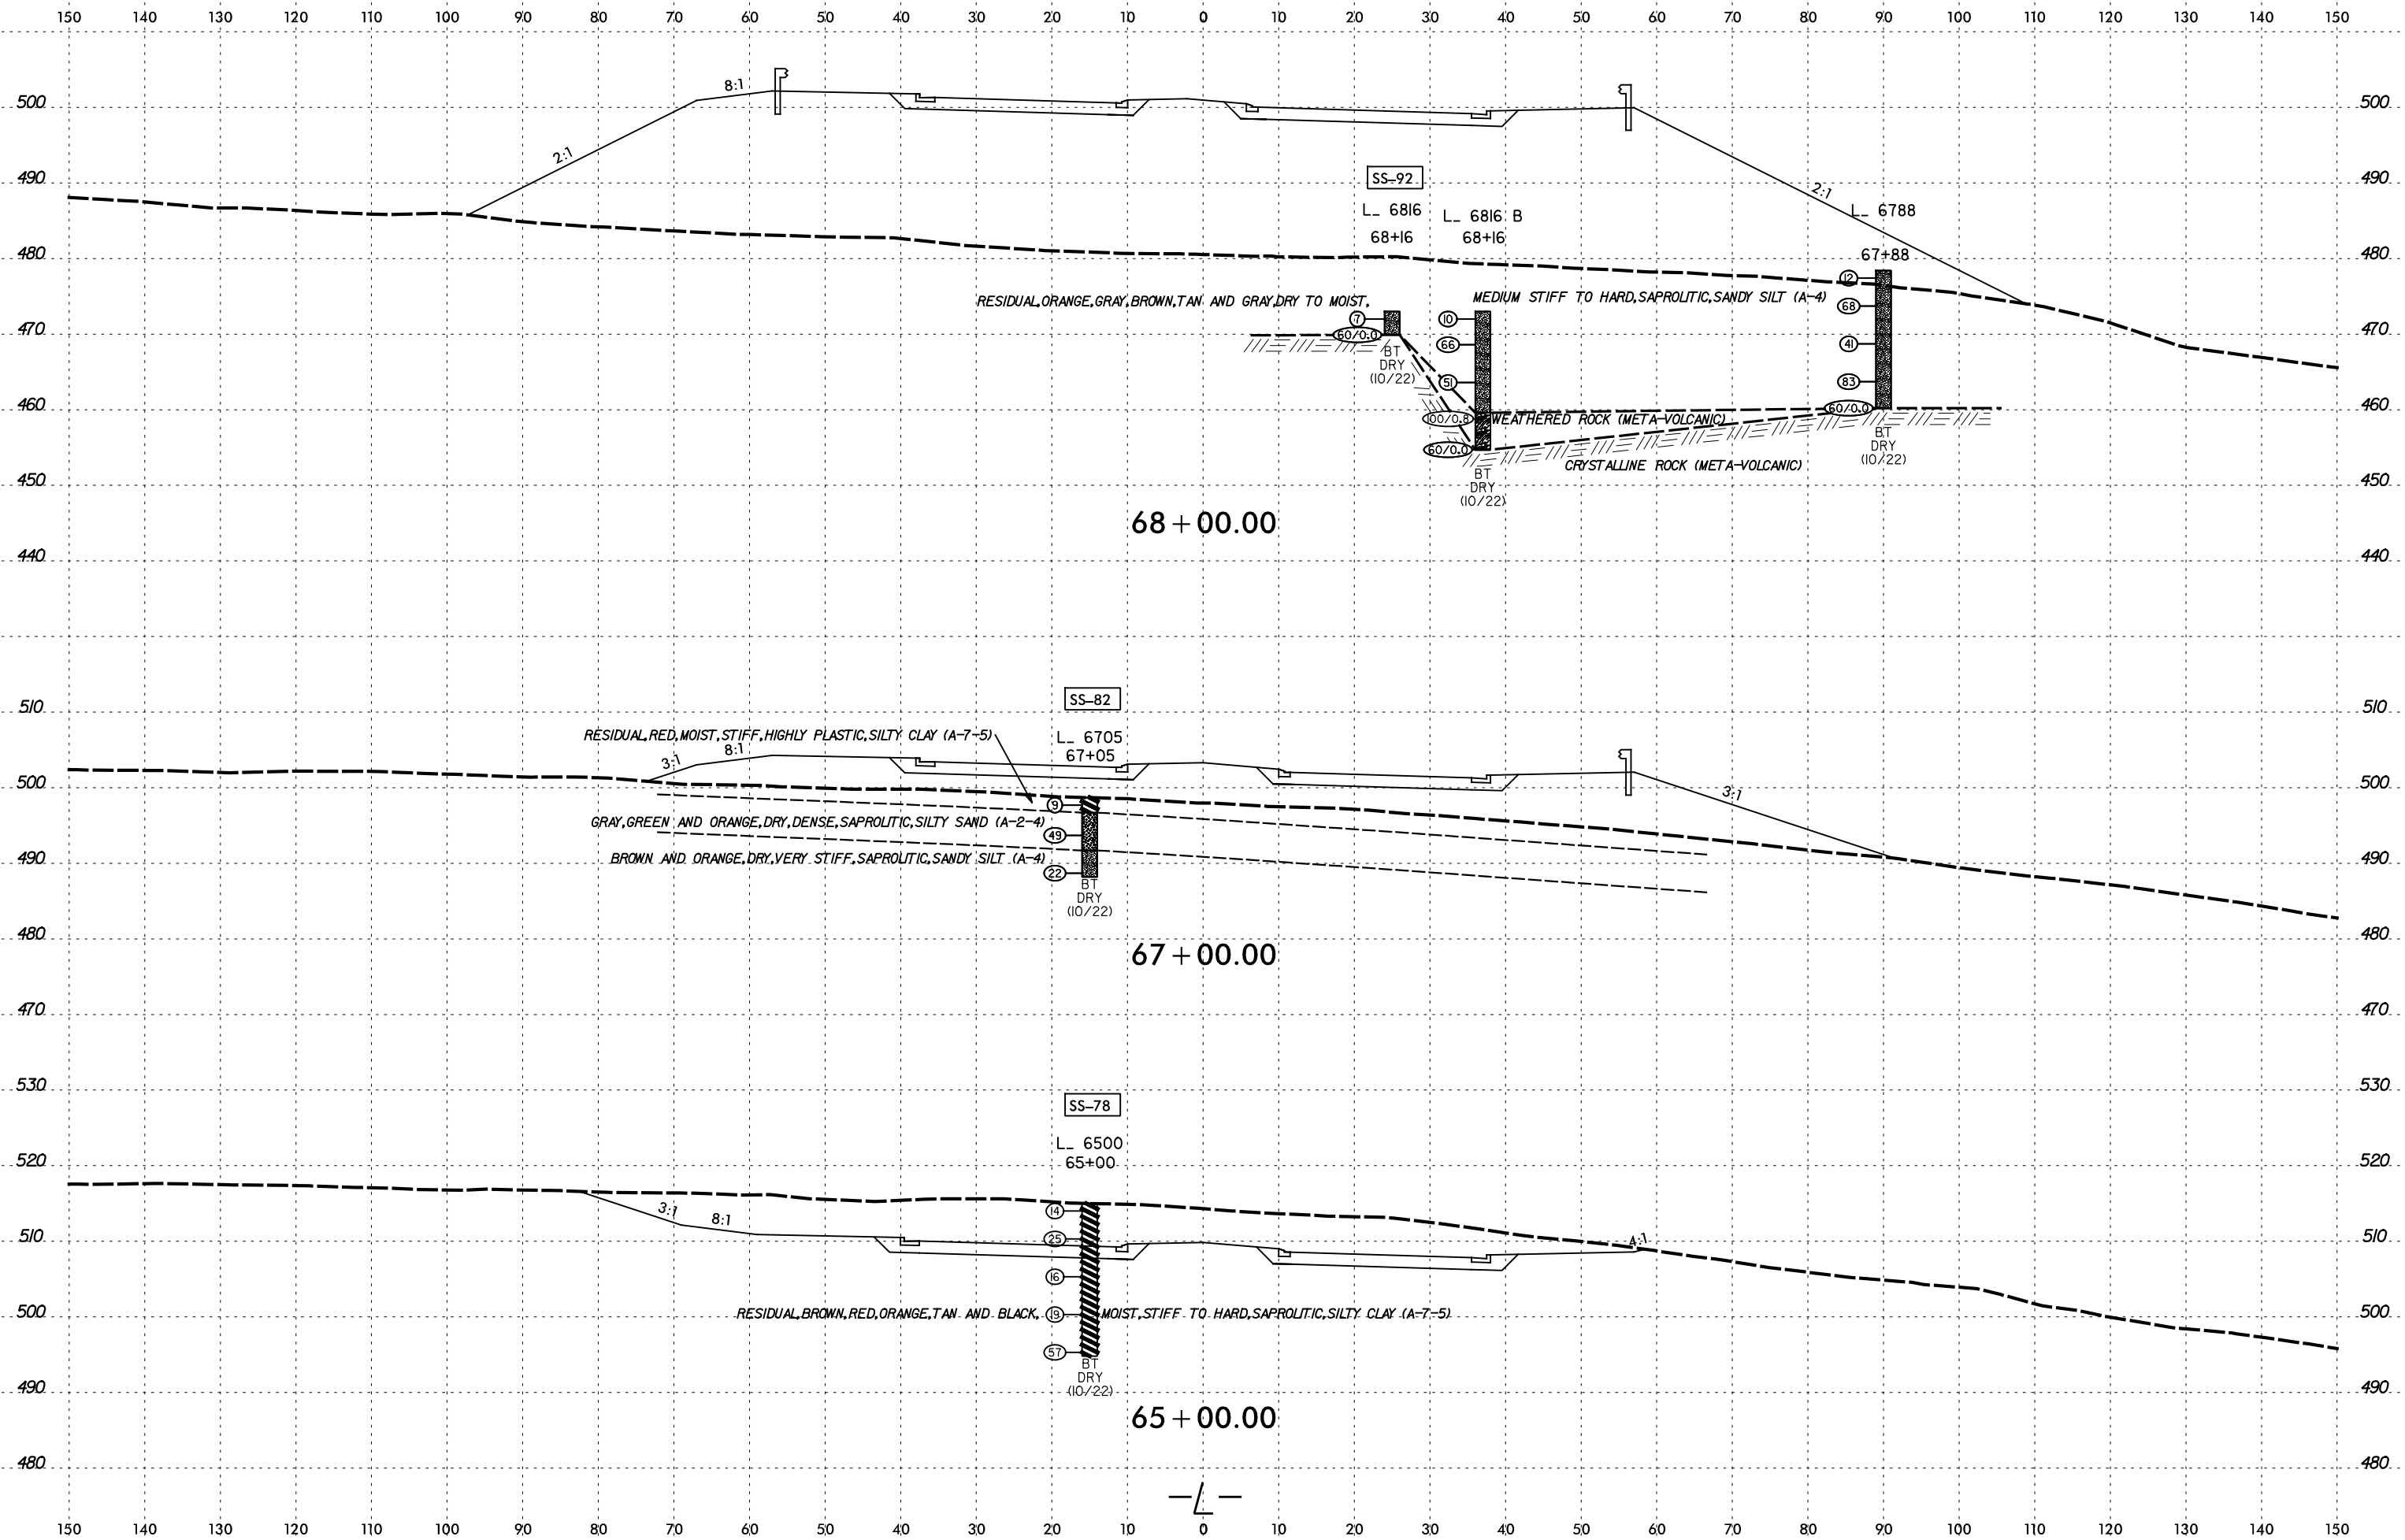 150 140 130 120 110 100 90 80 70 60 50 40 30 20 10 0 10 20 30 40 50 60 70 80 90 100 110 120 130 140 150
8:1
500 500
2:1
490 SS-92 490
2:1
L_ 6816 L_ 6816 B L_ 6788
68+16 68+16
480 67+88 480
12
RESIDUAL,ORANGE,GRAY,BROWN,TAN AND GRAY,DRY TO MOIST, MEDIUM STIFF TO HARD,SAPROLITIC,SANDY SILT (A-4)
68
7 10
470 60/0.0 470
66 41
BT
DRY
(10/22)
51 83
460 60/0.0 460
100/0.8 WEATHERED ROCK (META-VOLCANIC)
BT
DRY
(10/22)
60/0.0
CRYSTALLINE ROCK (META-VOLCANIC)
BT
DRY
(10/22)
450 450
68+00.00
440 440
SS-82
510 510
RESIDUAL,RED,MOIST,STIFF,HIGHLY PLASTIC,SILTY CLAY (A-7-5)
L_ 6705
67+05
3:1 8:1
500 500
3:1
9
GRAY,GREEN AND ORANGE,DRY,DENSE,SAPROLITIC,SILTY SAND (A-2-4)
49
BROWN AND ORANGE,DRY,VERY STIFF,SAPROLITIC,SANDY SILT (A-4)
490 490
22
BT
DRY
(10/22)
480 480
67+00.00
470 470
530 530
SS-78
L_ 6500
65+00
520 520
3:1 8:1
14
510 25 4:1 510
16
500 RESIDUAL,BROWN,RED,ORANGE,TAN AND BLACK, 19 MOIST,STIFF TO HARD,SAPROLITIC,SILTY CLAY (A-7-5) 500
57
BT
DRY
(10/22)
490 490
65+00.00
480 480
-L-
150 140 130 120 110 100 90 80 70 60 50 40 30 20 10 0 10 20 30 40 50 60 70 80 90 100 110 120 130 140 150